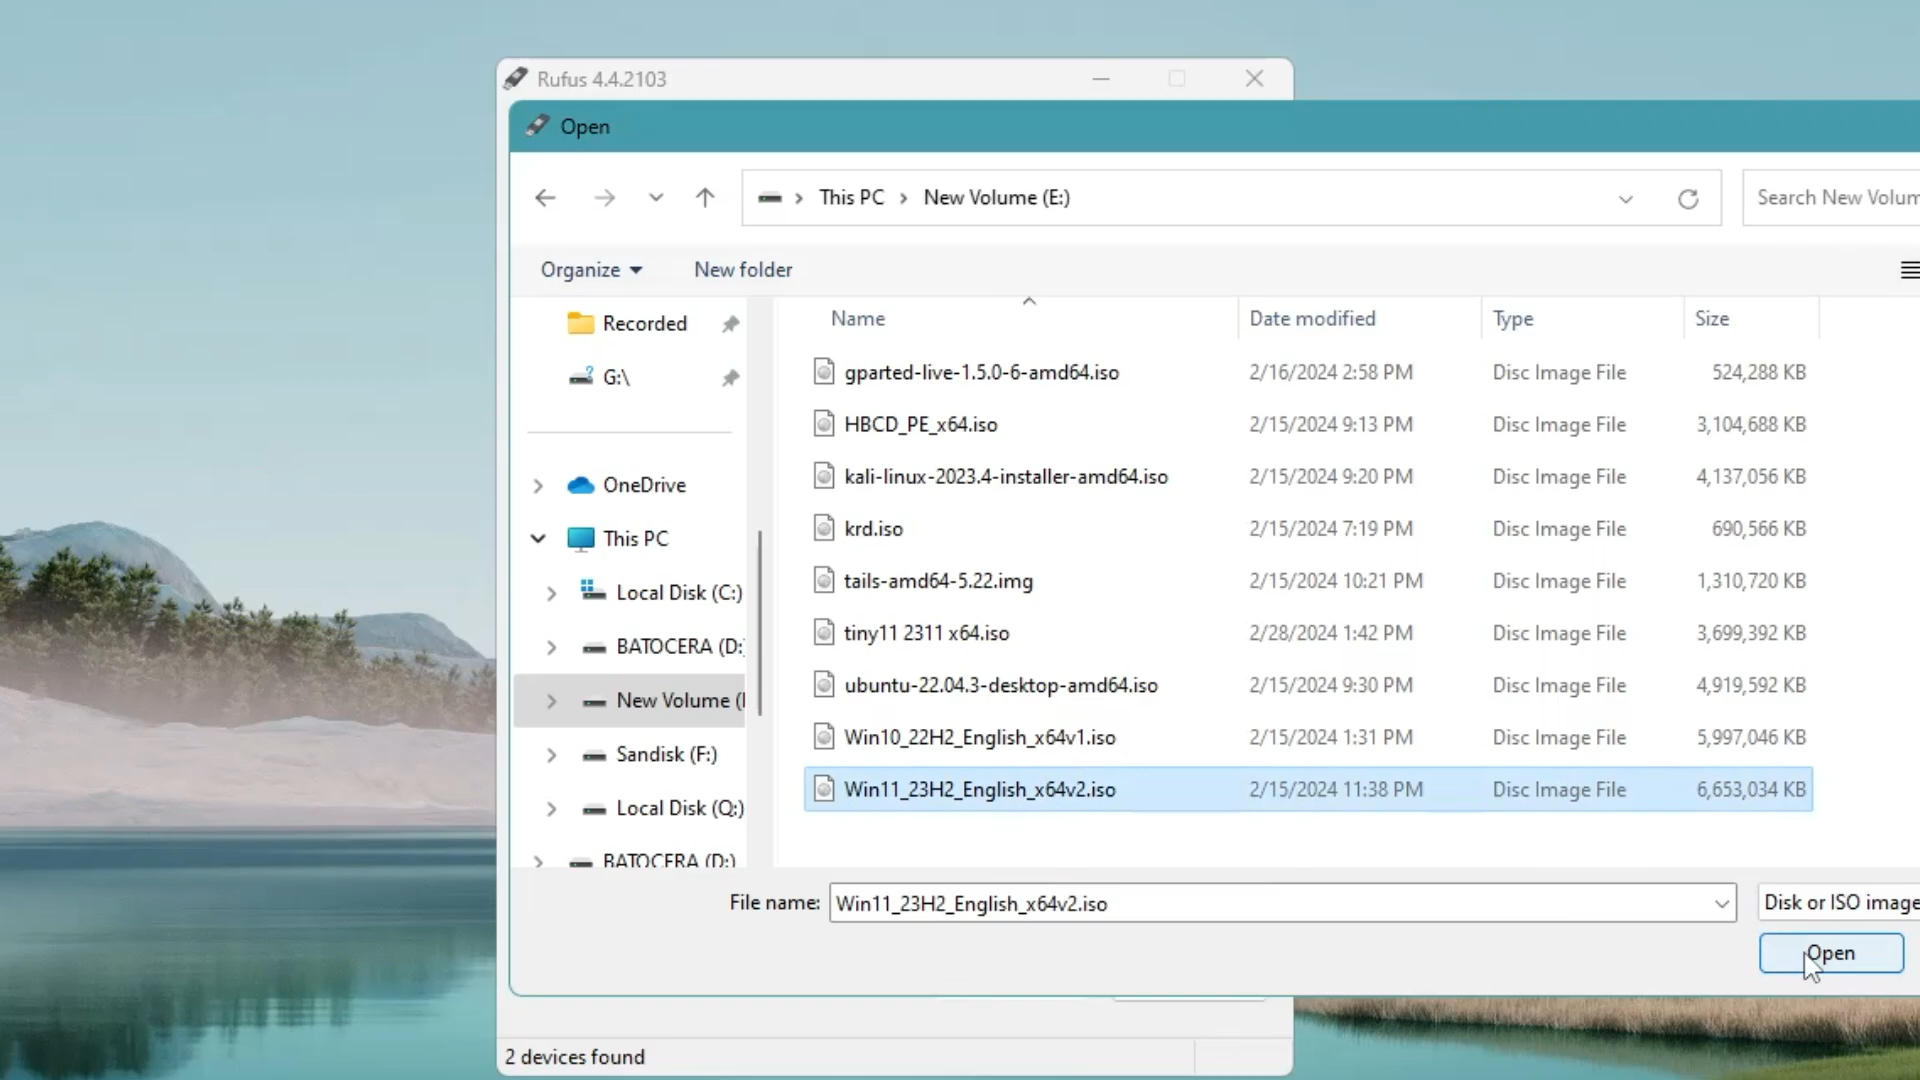 Rufus 4.4.2103
Open
This PC New Volume (E:)
Search New Volum
Organize New folder
Recorded
G:\
OneDrive
This PC
Local Disk (C:)
BATOCERA (D:
New Volume (
Sandisk (F:)
Local Disk (Q:)
BATOCERA (D:)
Name Date modified Type Size
gparted-live-1.5.0-6-amd64.iso 2/16/2024 2:58 PM Disc Image File 524,288 KB
HBCD_PE_x64.iso 2/15/2024 9:13 PM Disc Image File 3,104,688 KB
kali-linux-2023.4-installer-amd64.iso 2/15/2024 9:20 PM Disc Image File 4,137,056 KB
krd.iso 2/15/2024 7:19 PM Disc Image File 690,566 KB
tails-amd64-5.22.img 2/15/2024 10:21 PM Disc Image File 1,310,720 KB
tiny11 2311 x64.iso 2/28/2024 1:42 PM Disc Image File 3,699,392 KB
ubuntu-22.04.3-desktop-amd64.iso 2/15/2024 9:30 PM Disc Image File 4,919,592 KB
Win10_22H2_English_x64v1.iso 2/15/2024 1:31 PM Disc Image File 5,997,046 KB
Win11_23H2_English_x64v2.iso 2/15/2024 11:38 PM Disc Image File 6,653,034 KB
File name: Win11_23H2_English_x64v2.iso Disk or ISO image
Open
2 devices found